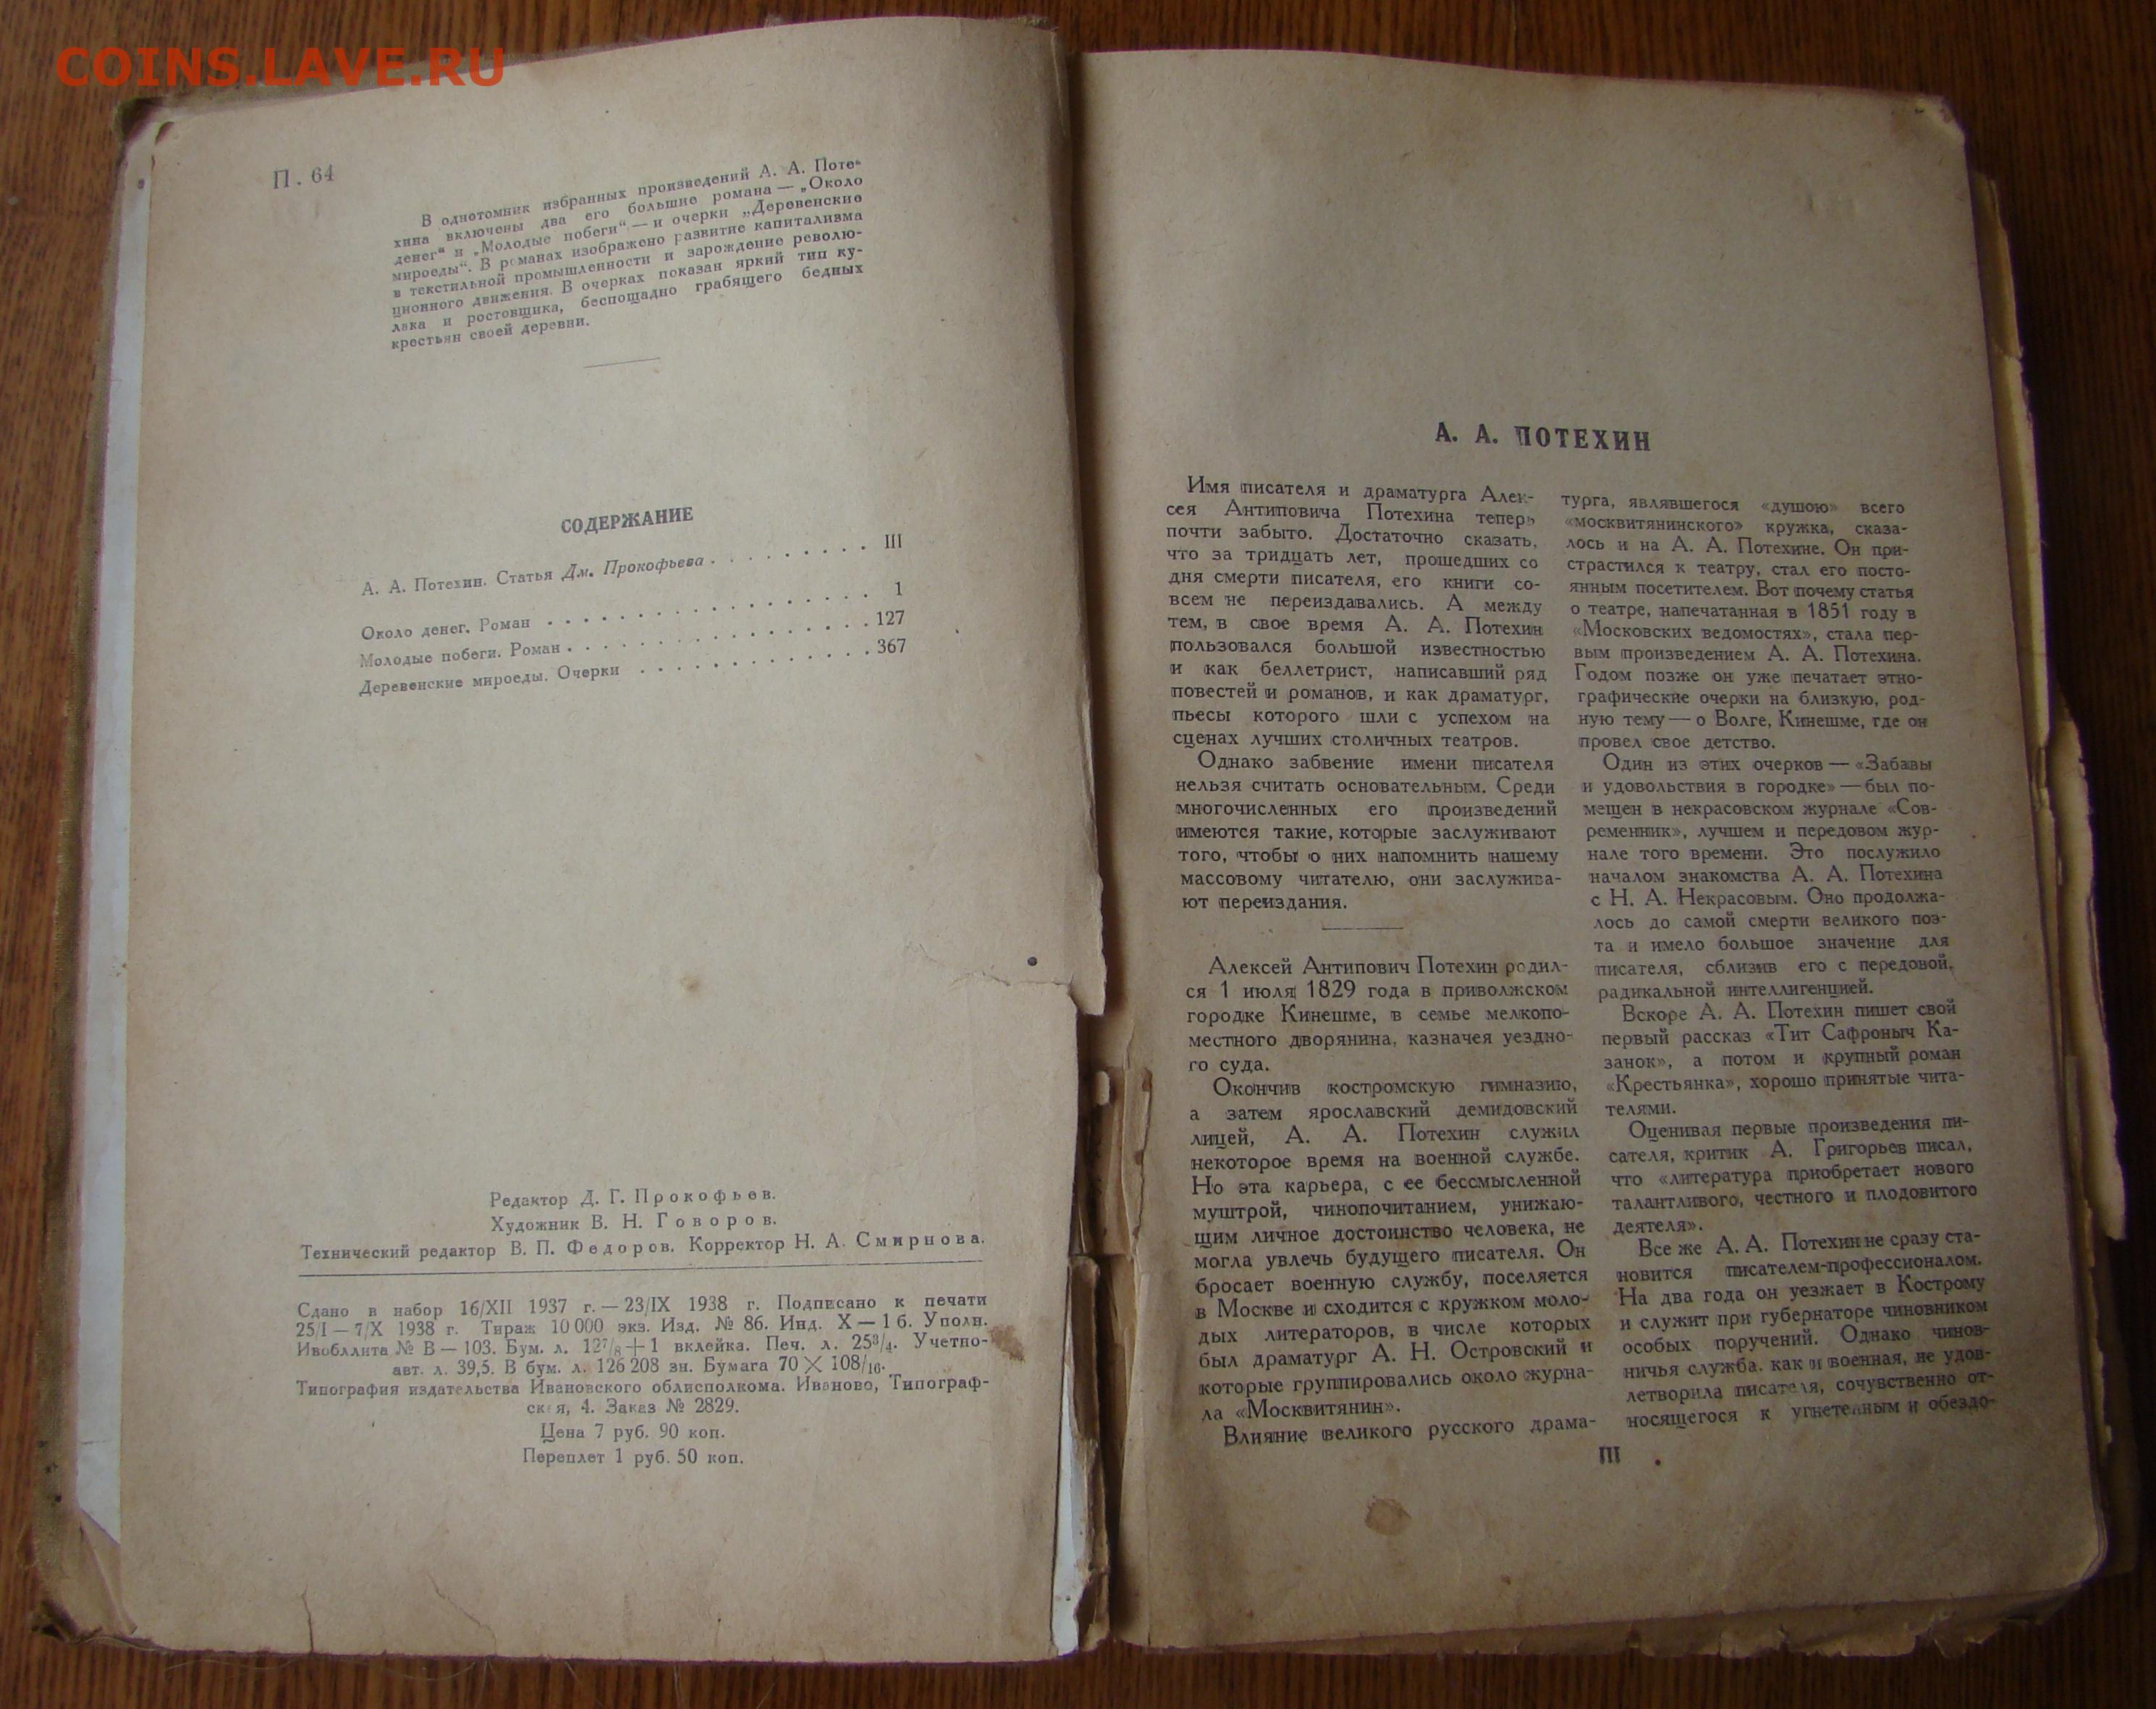 COINS.LAVE.RU
П. 64
В однотомник избранных произведений А. А. Поте-
хина включены два его большие романа — „Около
денег“ и „Молодые побеги“ — и очерки „Деревенские
мироеды“. В романах изображено развитие капитализма
в текстильной промышленности и зарождение револю-
ционного движения. В очерках показан яркий тип ку-
лака и ростовщика, беспощадно грабящего бедных
крестьян своей деревни.
СОДЕРЖАНИЕ
А. А. Потехин. Статья Дм. Прокофьева . . . . . . . . . III
Около денег. Роман . . . . . . . . . . . . . . . . . . 1
Молодые побеги. Роман . . . . . . . . . . . . . . . . . 127
Деревенские мироеды. Очерки . . . . . . . . . . . . . 367
Редактор Д. Г. Прокофьев.
Художник В. Н. Говоров.
Технический редактор В. П. Федоров. Корректор Н. А. Смирнова.
Сдано в набор 16/XII 1937 г. — 23/IX 1938 г. Подписано к печати
25/I — 7/X 1938 г. Тираж 10 000 экз. Изд. № 86. Инд. X — 1 б. Уполн.
Ивобллита № В — 103. Бум. л. 12⁷/₈ + 1 вклейка. Печ. л. 25³/₄. Учетно-
авт. л. 39,5. В бум. л. 126 208 зн. Бумага 70 × 108/₁₆.
Типография издательства Ивановского облисполкома. Иваново, Типограф-
ская, 4. Заказ № 2829.
Цена 7 руб. 90 коп.
Переплет 1 руб. 50 коп.
А. А. ПОТЕХИН
Имя писателя и драматурга Алек-
сея Антиповича Потехина теперь
почти забыто. Достаточно сказать,
что за тридцать лет, прошедших со
дня смерти писателя, его книги со-
всем не переиздавались. А между
тем, в свое время А. А. Потехин
пользовался большой известностью
и как беллетрист, написавший ряд
повестей и романов, и как драматург,
пьесы которого шли с успехом на
сценах лучших столичных театров.
Однако забвение имени писателя
нельзя считать основательным. Среди
многочисленных его произведений
имеются такие, которые заслуживают
того, чтобы о них напомнить нашему
массовому читателю, они заслужива-
ют переиздания.
Алексей Антипович Потехин родил-
ся 1 июля 1829 года в приволжском
городке Кинешме, в семье мелкопо-
местного дворянина, казначея уездно-
го суда.
Окончив костромскую гимназию,
а затем ярославский демидовский
лицей, А. А. Потехин служил
некоторое время на военной службе.
Но эта карьера, с ее бессмысленной
муштрой, чинопочитанием, унижаю-
щим личное достоинство человека, не
могла увлечь будущего писателя. Он
бросает военную службу, поселяется
в Москве и сходится с кружком моло-
дых литераторов, в числе которых
был драматург А. Н. Островский и
которые группировались около журна-
ла «Москвитянин».
Влияние великого русского драма-
турга, являвшегося «душою» всего
«москвитянинского» кружка, сказа-
лось и на А. А. Потехине. Он при-
страстился к театру, стал его посто-
янным посетителем. Вот почему статья
о театре, напечатанная в 1851 году в
«Московских ведомостях», стала пер-
вым произведением А. А. Потехина.
Годом позже он уже печатает этно-
графические очерки на близкую, род-
ную тему — о Волге, Кинешме, где он
провел свое детство.
Один из этих очерков — «Забавы
и удовольствия в городке» — был по-
мещен в некрасовском журнале «Сов-
ременник», лучшем и передовом жур-
нале того времени. Это послужило
началом знакомства А. А. Потехина
с Н. А. Некрасовым. Оно продолжа-
лось до самой смерти великого поэ-
та и имело большое значение для
писателя, сблизив его с передовой,
радикальной интеллигенцией.
Вскоре А. А. Потехин пишет свой
первый рассказ «Тит Сафроныч Ка-
занок», а потом и крупный роман
«Крестьянка», хорошо принятые чита-
телями.
Оценивая первые произведения пи-
сателя, критик А. Григорьев писал,
что «литература приобретает нового
талантливого, честного и плодовитого
деятеля».
Все же А. А. Потехин не сразу ста-
новится писателем-профессионалом.
На два года он уезжает в Кострому
и служит при губернаторе чиновником
особых поручений. Однако чинов-
ничья служба, как и военная, не удов-
летворила писателя, сочувственно от-
носящегося к угнетенным и обездо-
III